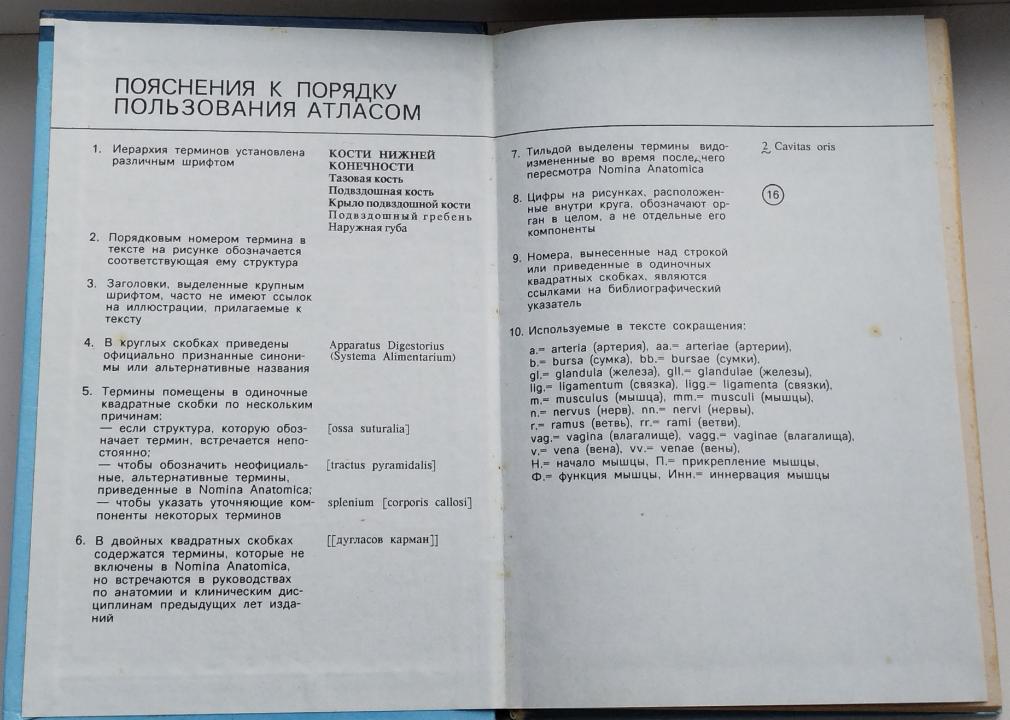 ПОЯСНЕНИЯ К ПОРЯДКУ
ПОЛЬЗОВАНИЯ АТЛАСОМ
1. Иерархия терминов установлена
различным шрифтом
КОСТИ НИЖНЕЙ
КОНЕЧНОСТИ
Тазовая кость
Подвздошная кость
Крыло подвздошной кости
Подвздошный гребень
Наружная губа
2. Порядковым номером термина в
тексте на рисунке обозначается
соответствующая ему структура
3. Заголовки, выделенные крупным
шрифтом, часто не имеют ссылок
на иллюстрации, прилагаемые к
тексту
4. В круглых скобках приведены
официально признанные синони-
мы или альтернативные названия
Apparatus Digestorius
(Systema Alimentarium)
5. Термины помещены в одиночные
квадратные скобки по нескольким
причинам:
— если структура, которую обоз-
начает термин, встречается непо-
стоянно;
[ossa suturalia]
— чтобы обозначить неофициаль-
ные, альтернативные термины,
приведенные в Nomina Anatomica;
[tractus pyramidalis]
— чтобы указать уточняющие ком-
поненты некоторых терминов
splenium [corporis callosi]
6. В двойных квадратных скобках
содержатся термины, которые не
включены в Nomina Anatomica,
но встречаются в руководствах
по анатомии и клиническим дис-
циплинам предыдущих лет изда-
ний
[[дугласов карман]]
7. Тильдой выделены термины видо-
измененные во время последнего
пересмотра Nomina Anatomica
2 Cavitas oris
8. Цифры на рисунках, расположен-
ные внутри круга, обозначают ор-
ган в целом, а не отдельные его
компоненты
16
9. Номера, вынесенные над строкой
или приведенные в одиночных
квадратных скобках, являются
ссылками на библиографический
указатель
10. Используемые в тексте сокращения:
a.= arteria (артерия), aa.= arteriae (артерии),
b.= bursa (сумка), bb.= bursae (сумки),
gl.= glandula (железа), gll.= glandulae (железы),
lig.= ligamentum (связка), ligg.= ligamenta (связки),
m.= musculus (мышца), mm.= musculi (мышцы),
n.= nervus (нерв), nn.= nervi (нервы),
r.= ramus (ветвь), rr.= rami (ветви),
vag.= vagina (влагалище), vagg.= vaginae (влагалища),
v.= vena (вена), vv.= venae (вены),
Н.= начало мышцы, П.= прикрепление мышцы,
Ф.= функция мышцы, Инн.= иннервация мышцы